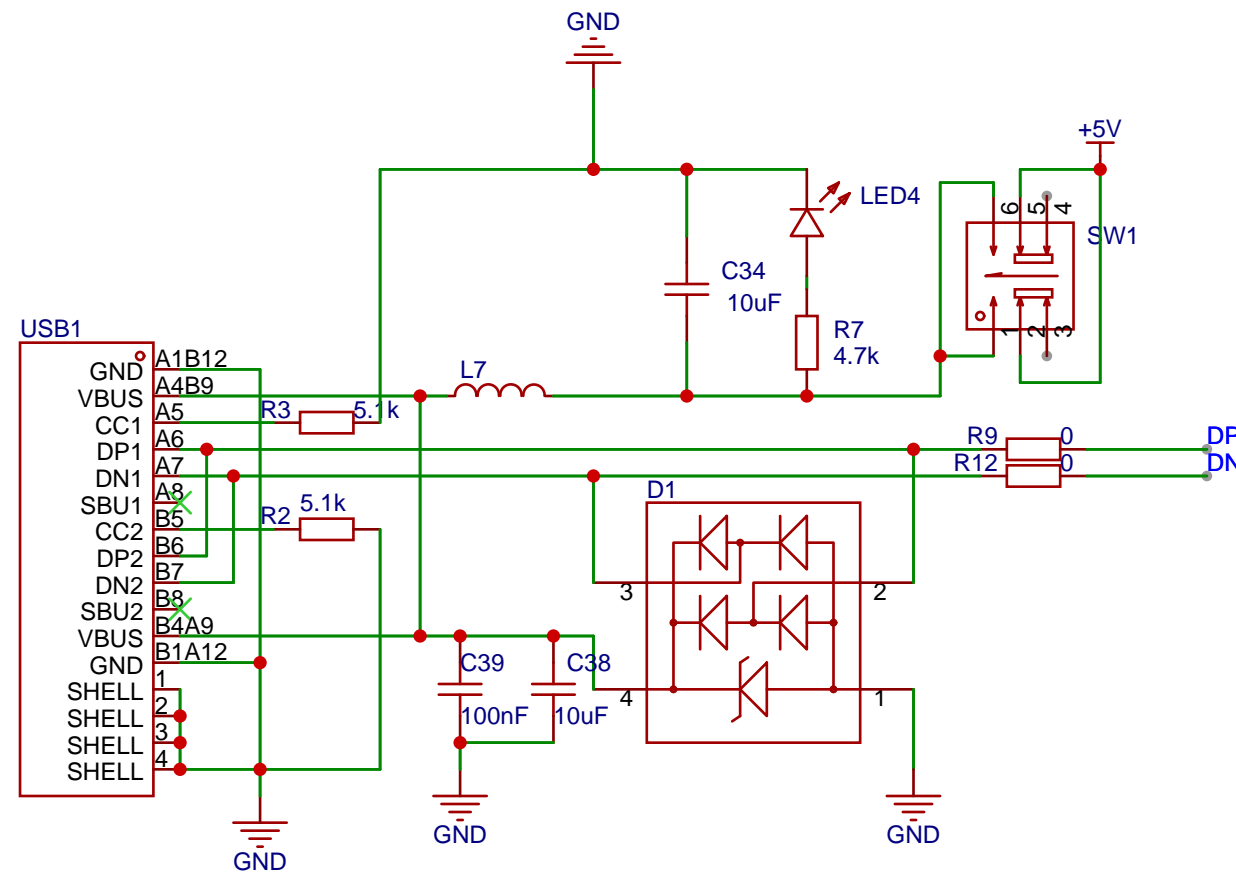 GND
+5V
LED4
6
5
4
SW1
C34
10uF
R7
4.7k
1
2
3
USB1
L7
GND A1B12
VBUS A4B9
CC1 A5
R3 5.1k
DP1 A6
R9 0
DP
DN1 A7
R12 0
DN
SBU1 A8
D1
CC2 B5
R2 5.1k
DP2 B6
DN2 B7
3
2
SBU2 B8
VBUS B4A9
GND B1A12
C39
C38
SHELL 1
4
1
SHELL 2
100nF
10uF
SHELL 3
SHELL 4
GND
GND
GND